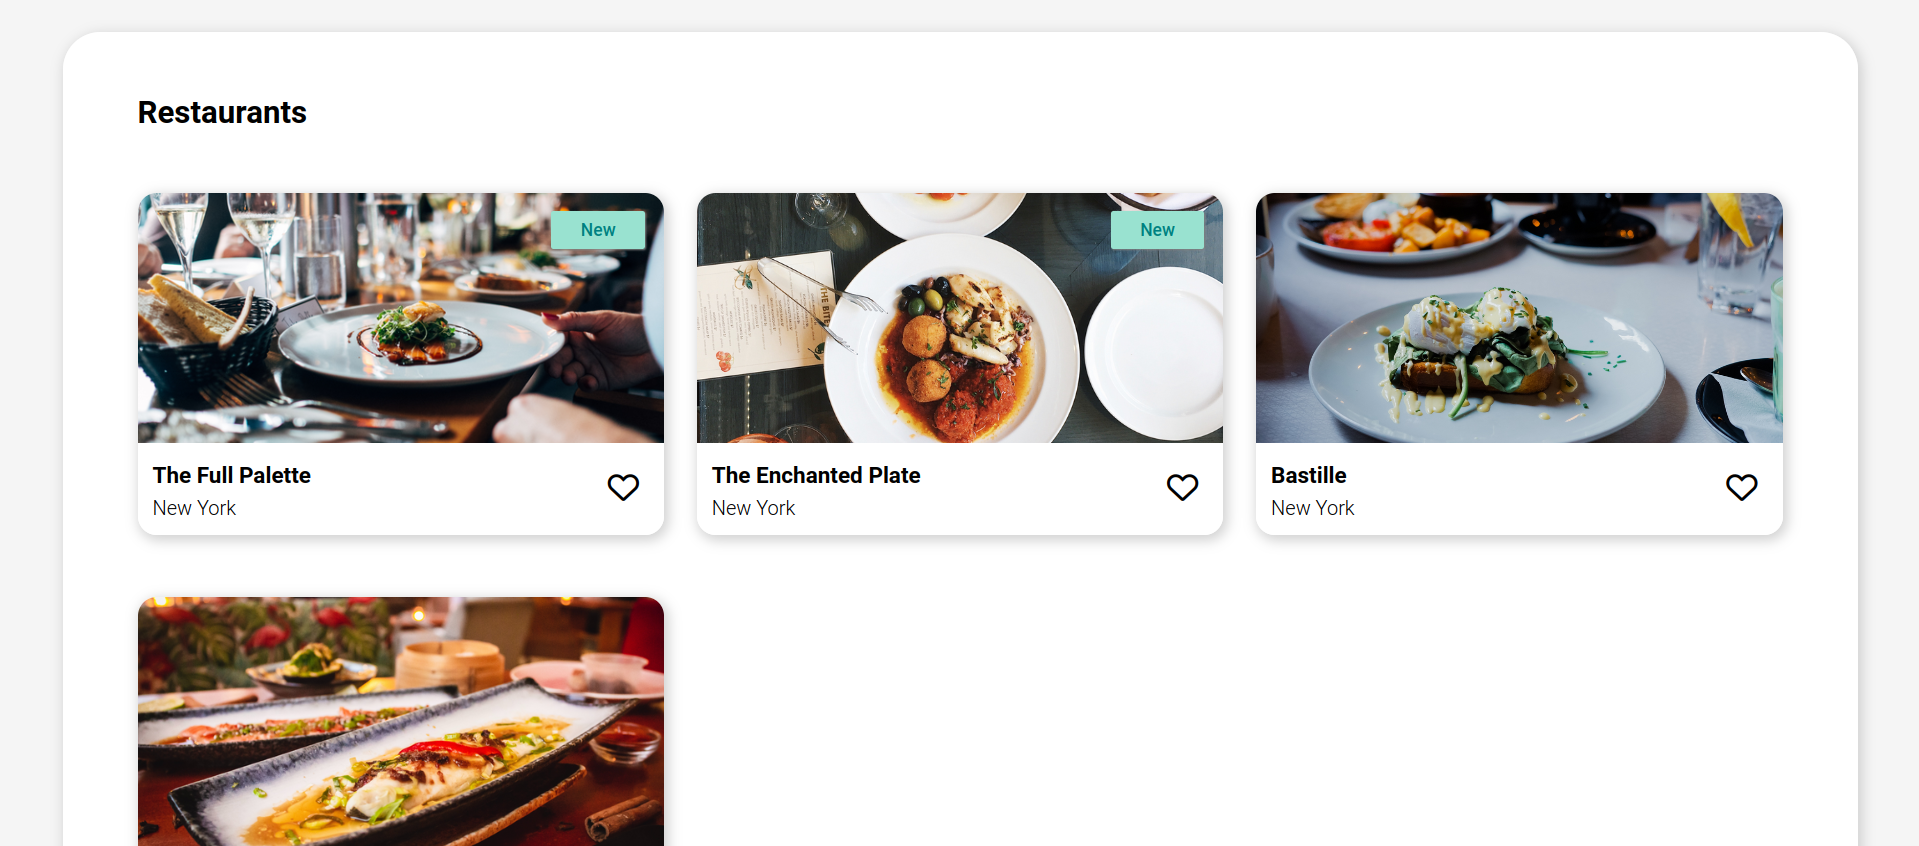 Restaurants
New
New
The Full Palette
New York
The Enchanted Plate
New York
Bastille
New York